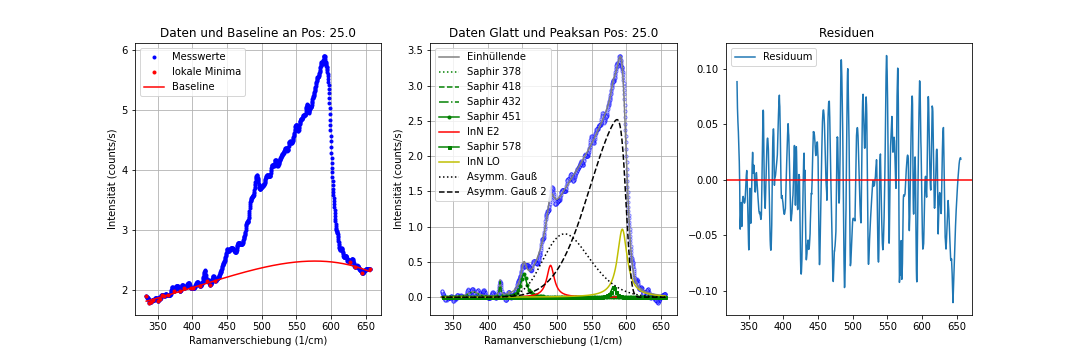 Daten und Baseline an Pos: 25.0
Intensität (counts/s)
6
5
4
3
2
Messwerte
lokale Minima
Baseline
350 400 450 500 550 600 650
Ramanverschiebung (1/cm)
Daten Glatt und Peaksan Pos: 25.0
Intensität (counts/s)
3.5
3.0
2.5
2.0
1.5
1.0
0.5
0.0
Einhüllende
Saphir 378
Saphir 418
Saphir 432
Saphir 451
InN E2
Saphir 578
InN LO
Asymm. Gauß
Asymm. Gauß 2
350 400 450 500 550 600 650
Ramanverschiebung (1/cm)
Residuen
0.10
0.05
0.00
−0.05
−0.10
Residuum
350 400 450 500 550 600 650